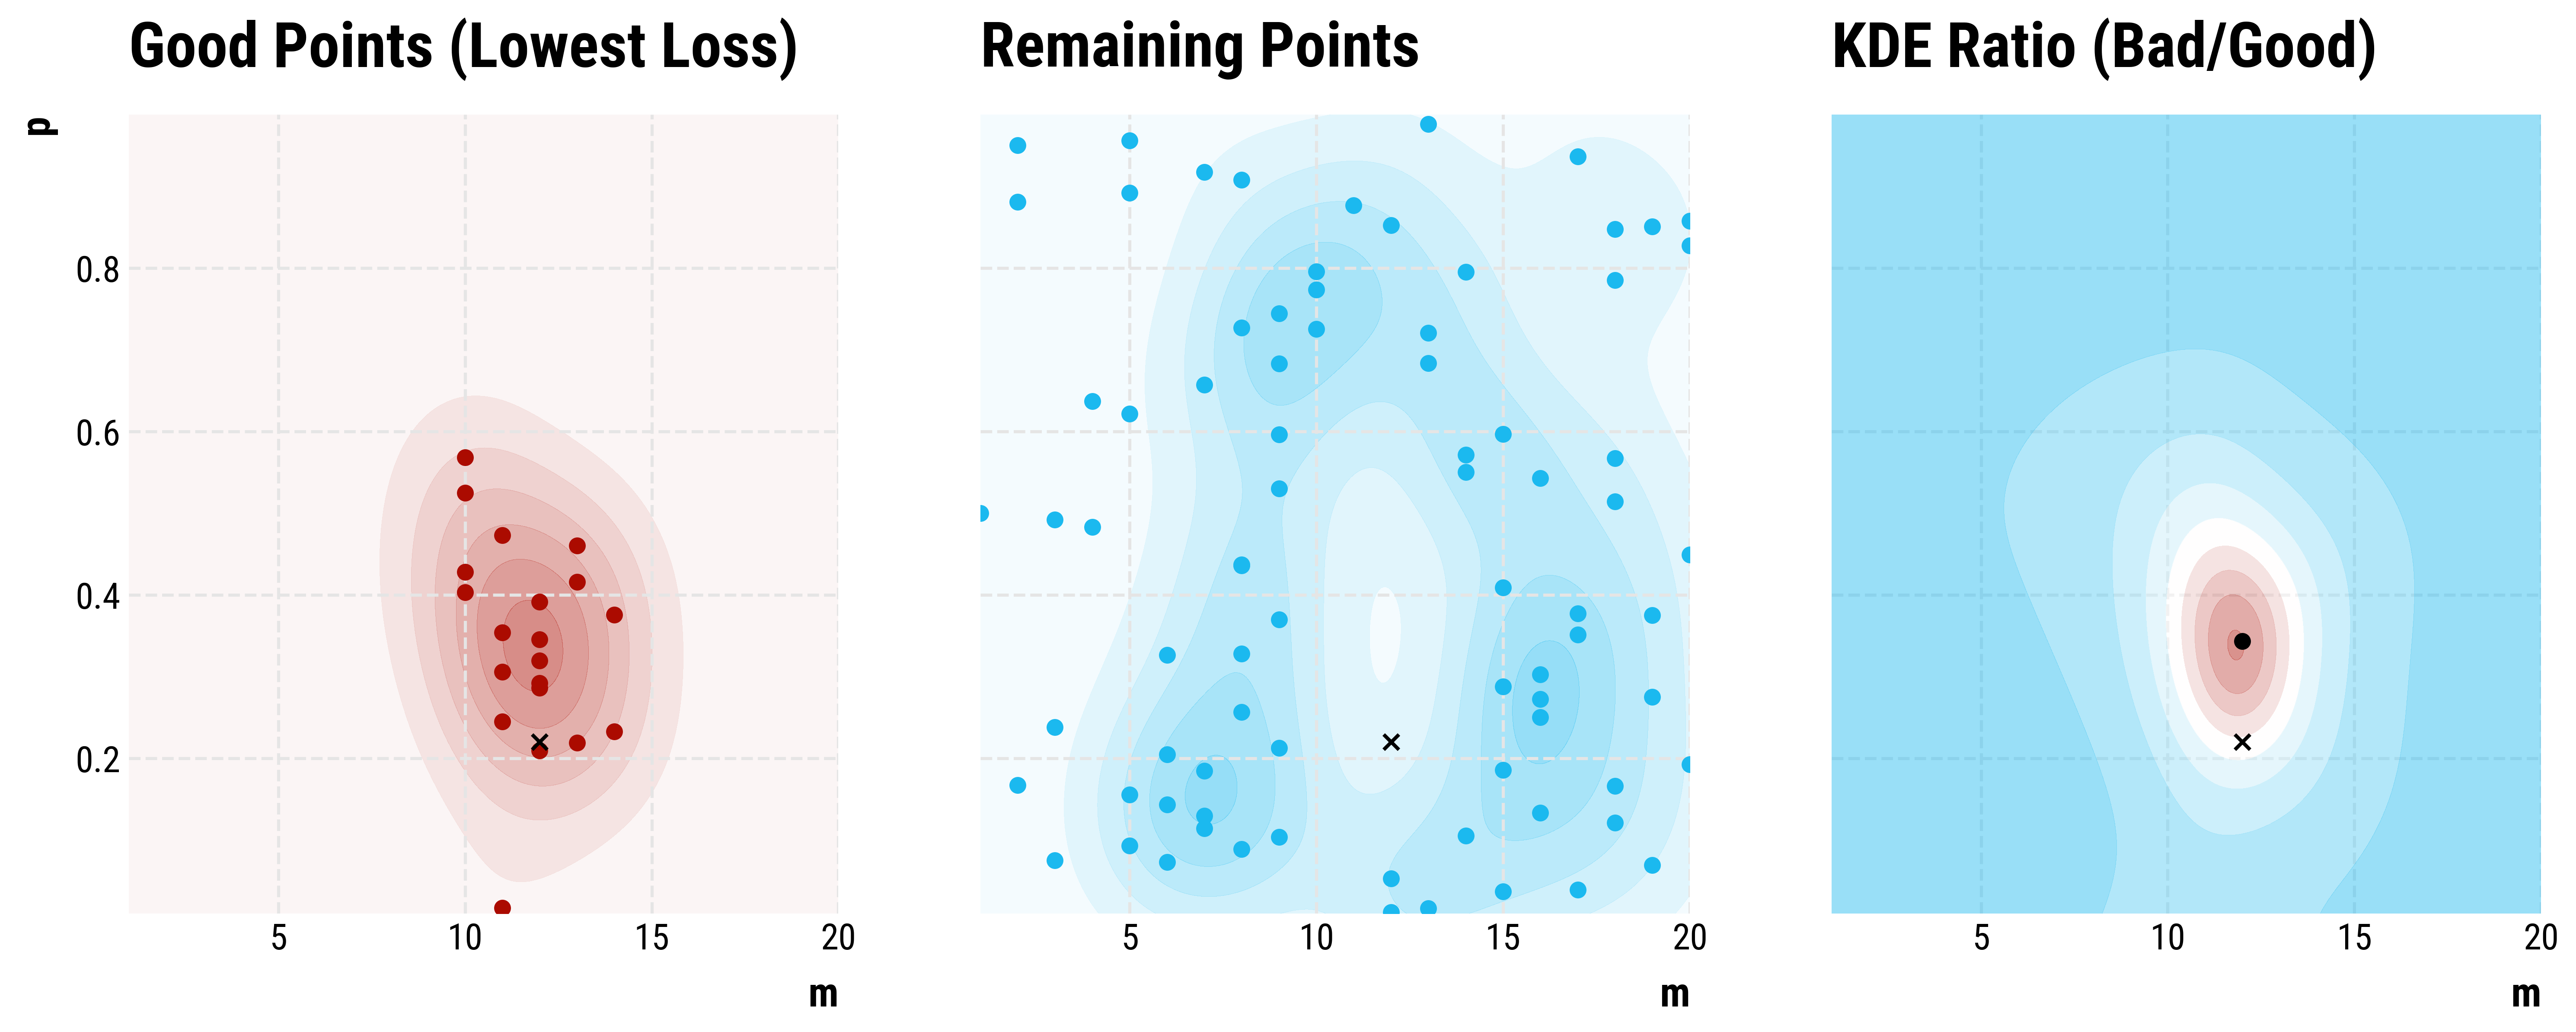 Good Points (Lowest Loss)
Remaining Points
KDE Ratio (Bad/Good)
p
0.8
0.6
0.4
0.2
5 10 15 20
5 10 15 20
5 10 15 20
m
m
m